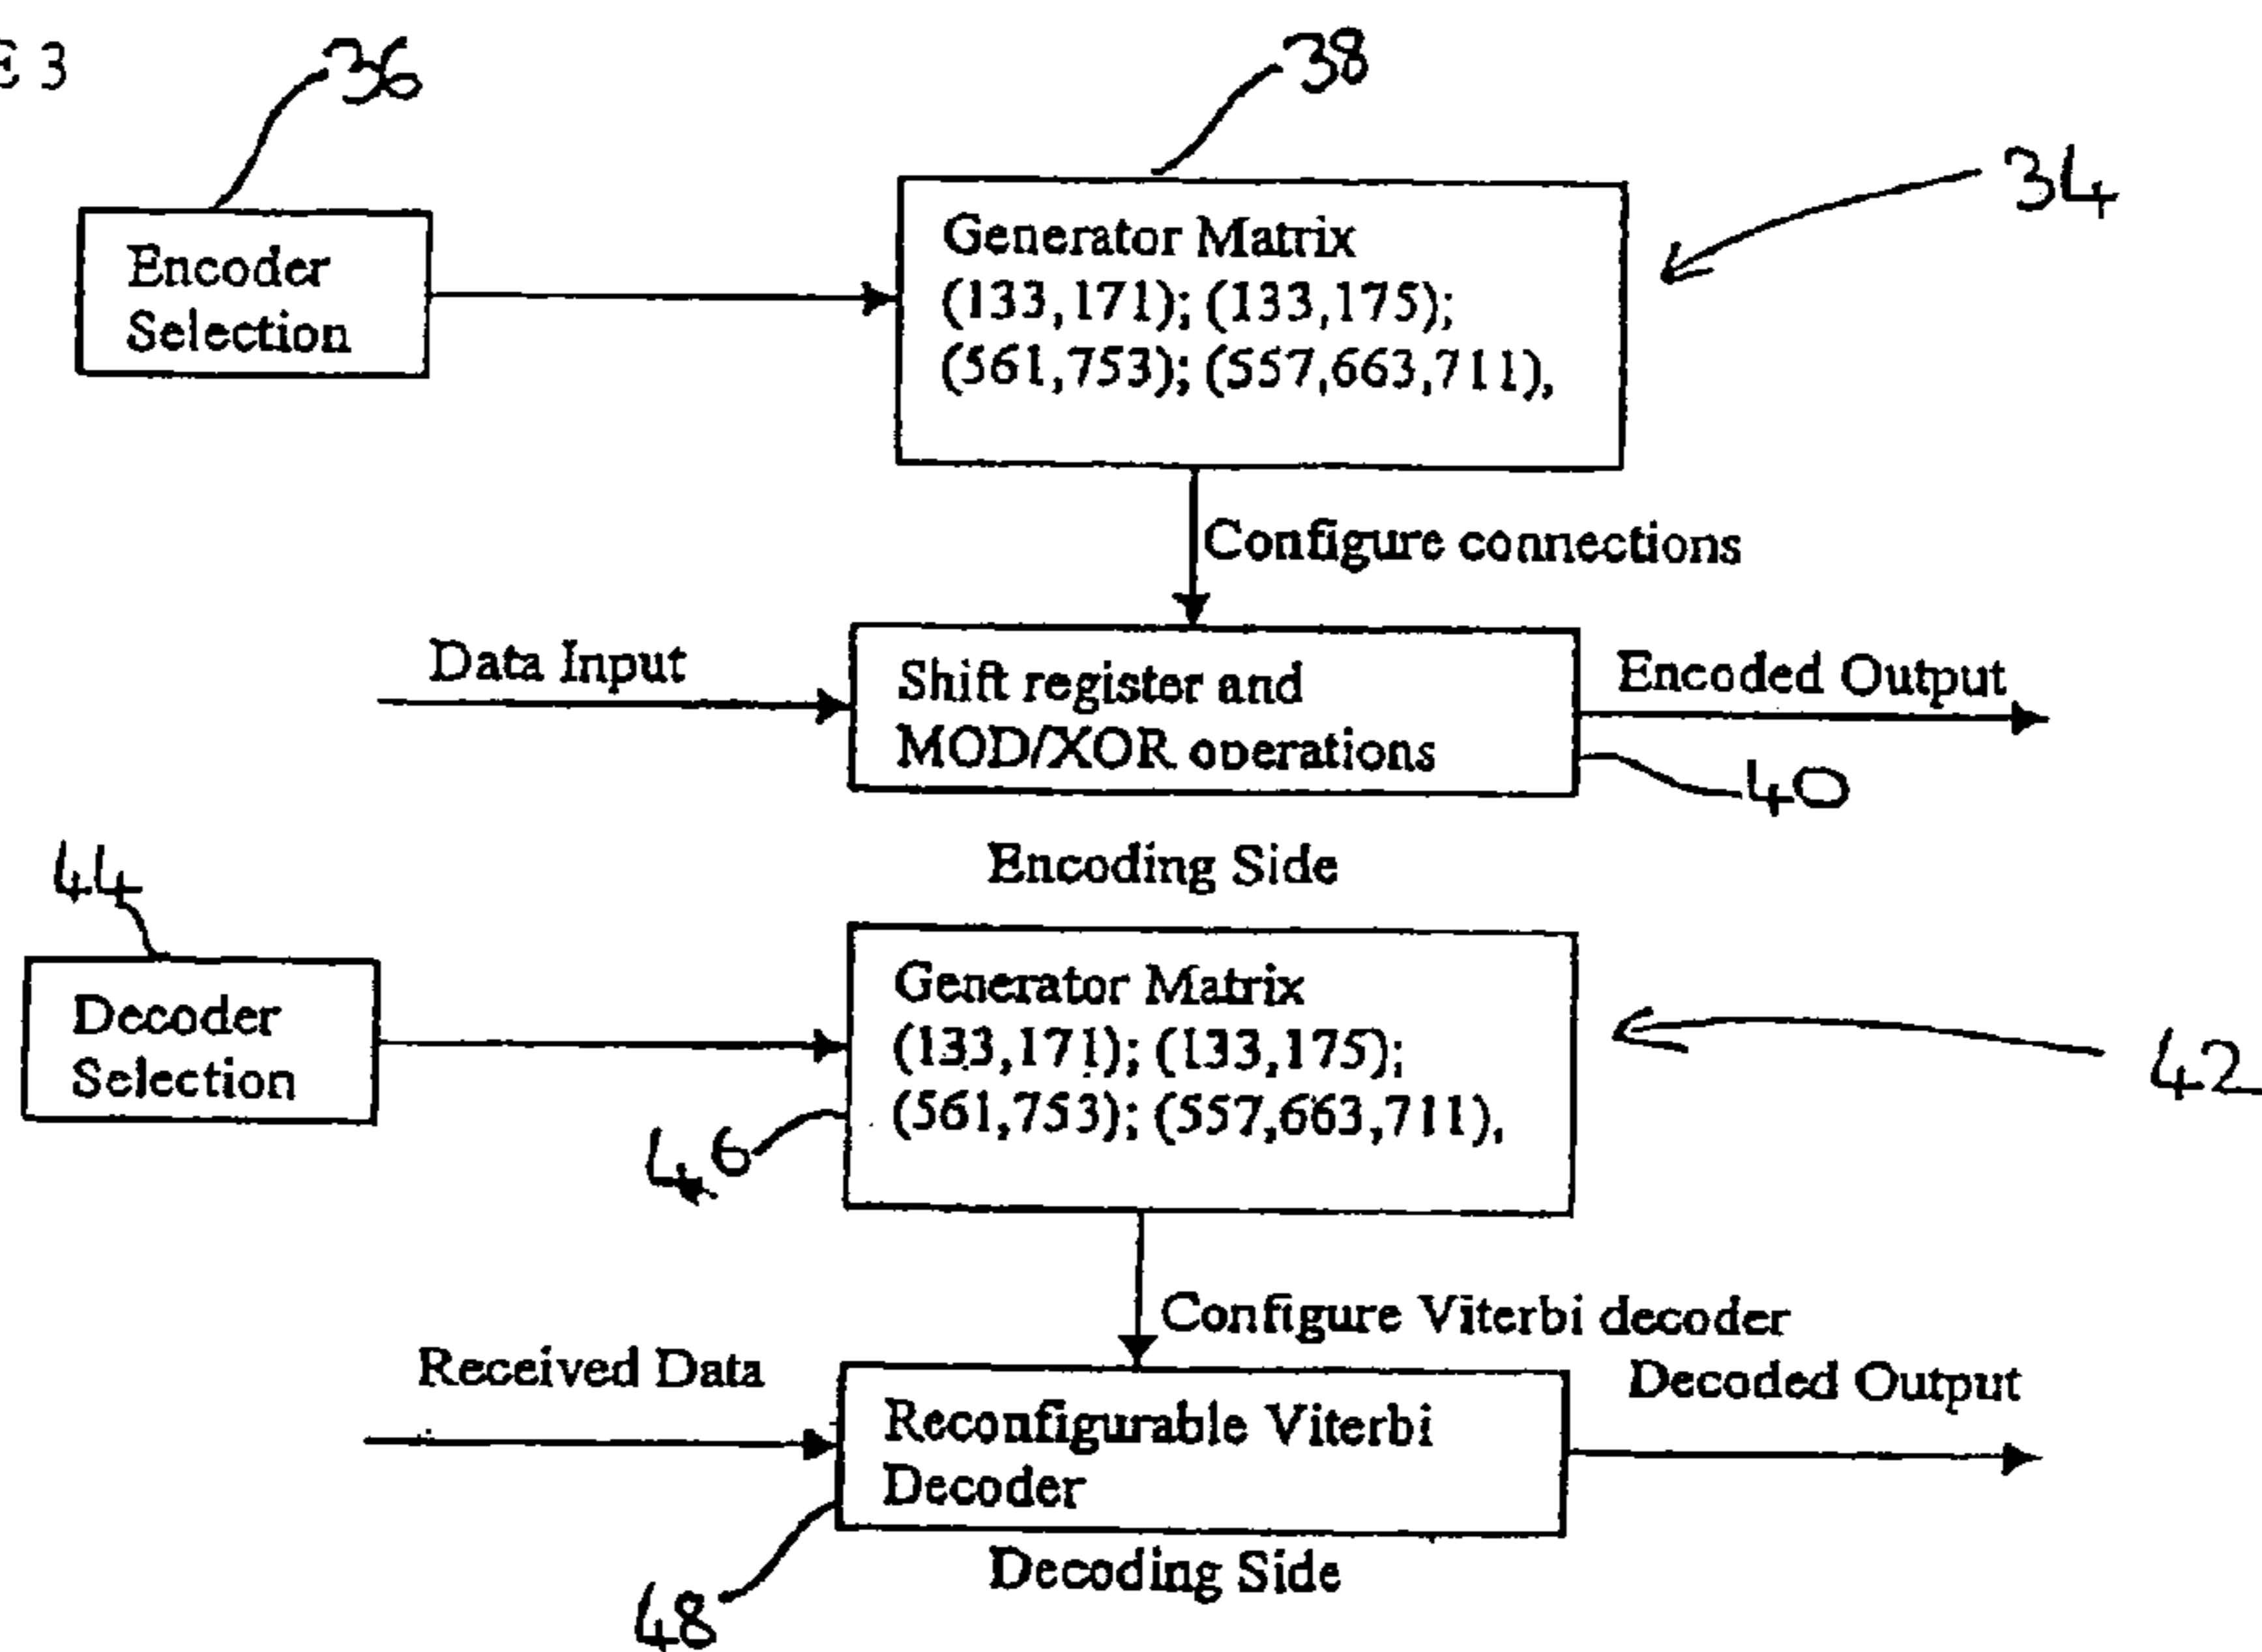 E 3
36
38
34
Encoder
Selection
Generator Matrix
(133,171); (133,175);
(561,753); (557,663,711),
Configure connections
Data Input
Shift register and
MOD/XOR operations
Encoded Output
40
Encoding Side
44
Decoder
Selection
Generator Matrix
(133,171); (133,175);
(561,753); (557,663,711),
42
46
Configure Viterbi decoder
Received Data
Reconfigurable Viterbi
Decoder
Decoded Output
Decoding Side
48